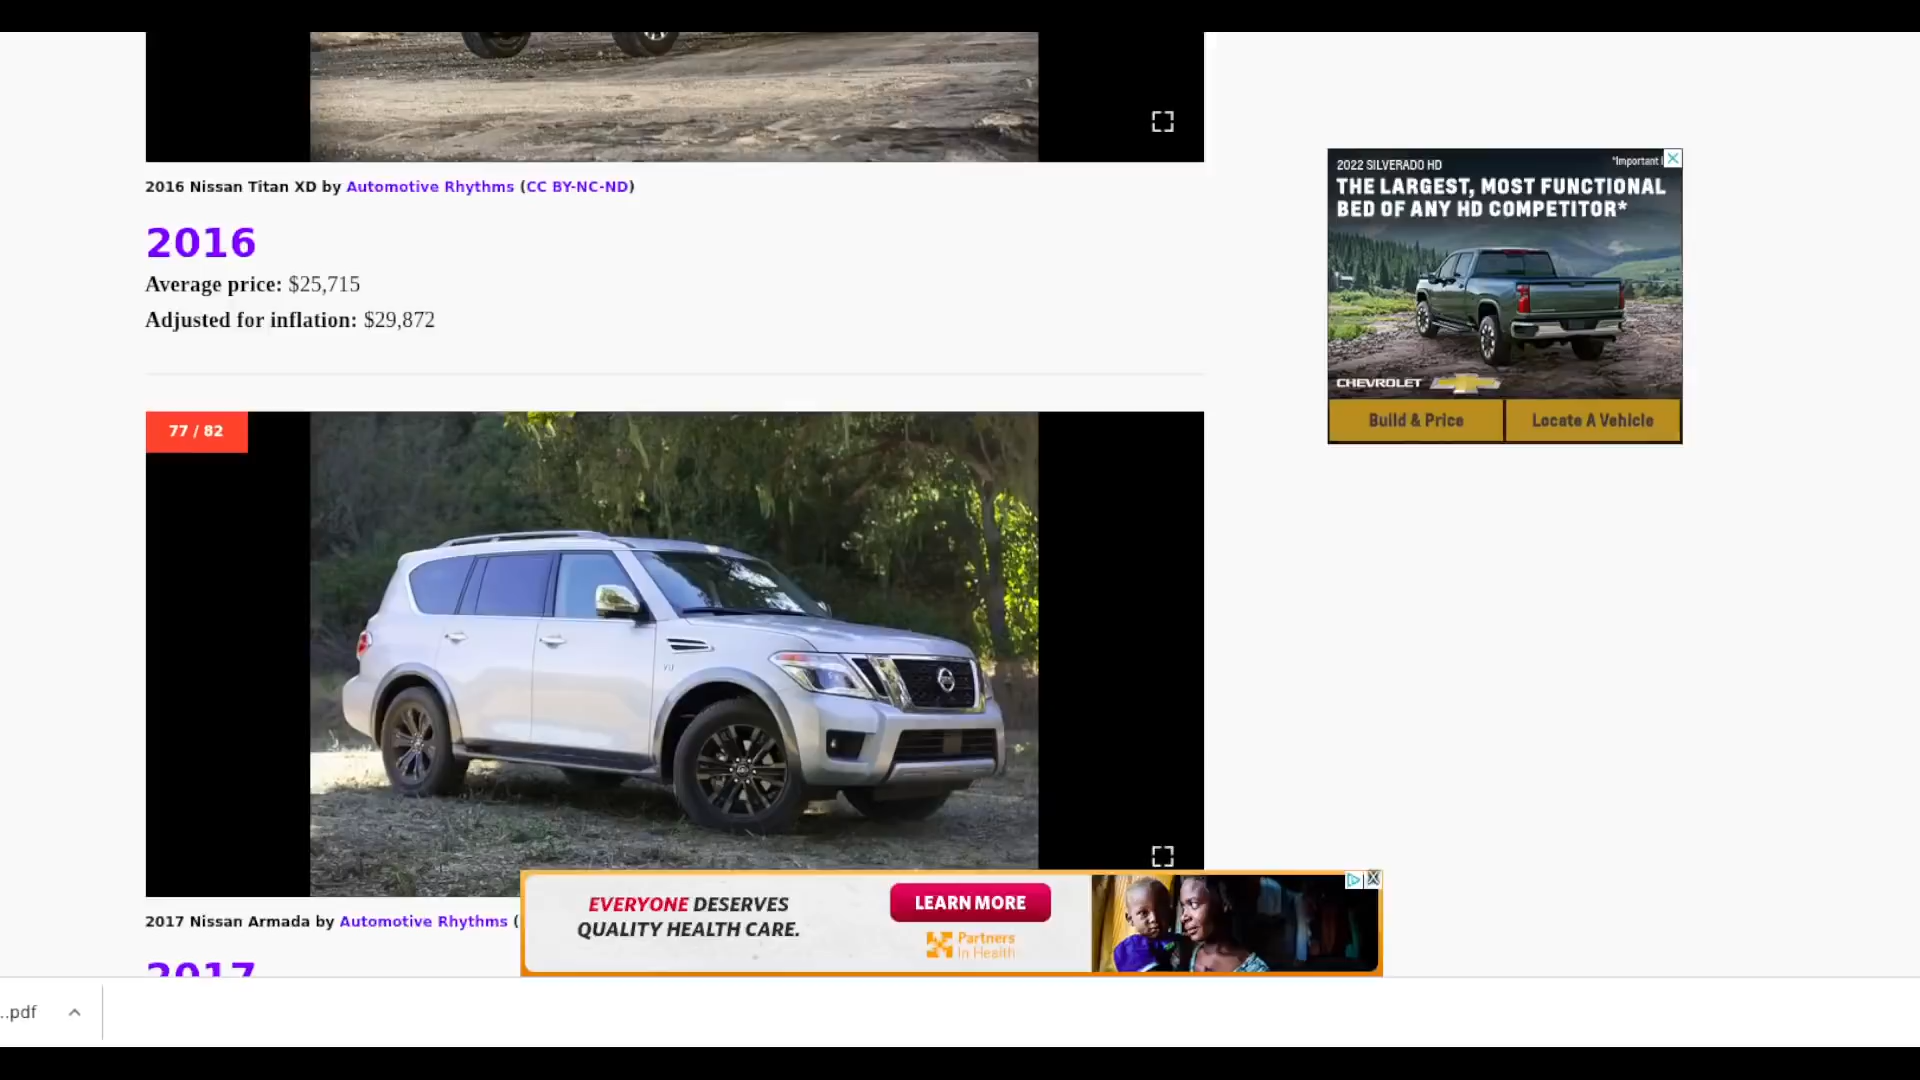 2016 Nissan Titan XD by Automotive Rhythms (CC BY-NC-ND)
2016
Average price: $25,715
Adjusted for inflation: $29,872
77 / 82
2017 Nissan Armada by Automotive Rhythms (
2017
2022 SILVERADO HD
*Important
THE LARGEST, MOST FUNCTIONAL
BED OF ANY HD COMPETITOR*
CHEVROLET
Build & Price
Locate A Vehicle
EVERYONE DESERVES
QUALITY HEALTH CARE.
LEARN MORE
Partners
In Health
..pdf